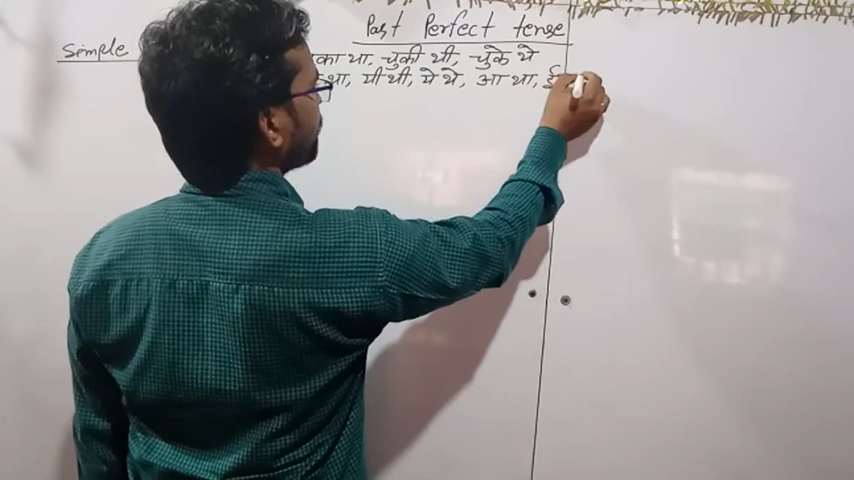 Past Perfect tense
Simple का था, चुकी थी, चुके थे
था, यी थी, ये थे, आ था,